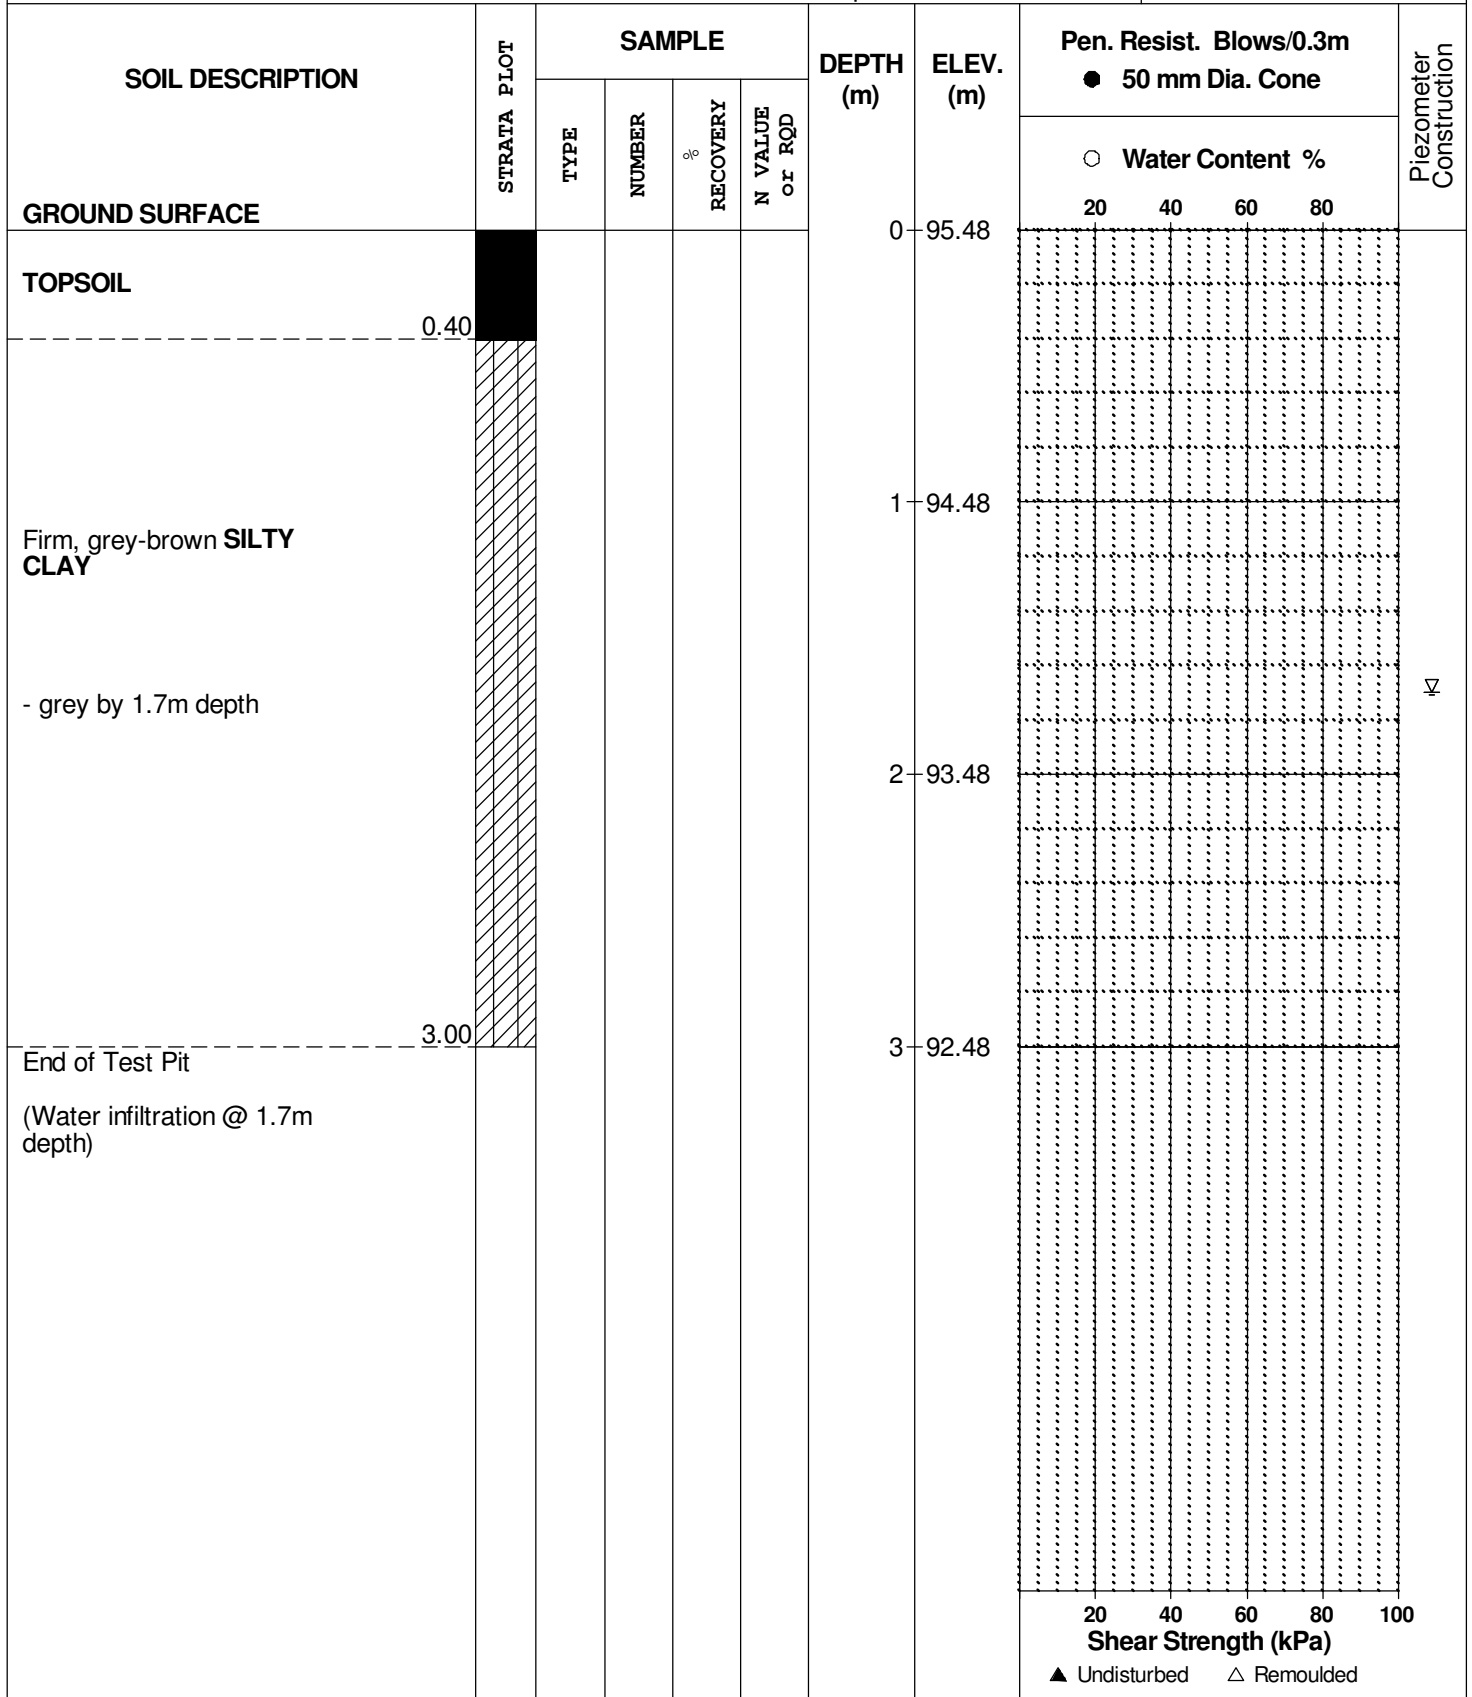 SOIL DESCRIPTION
GROUND SURFACE
STRATA PLOT
SAMPLE
TYPE
NUMBER
% RECOVERY
N VALUE
or RQD
DEPTH
(m)
ELEV.
(m)
Pen. Resist. Blows/0.3m
● 50 mm Dia. Cone
○ Water Content %
20 40 60 80
Piezometer
Construction
0 95.48
TOPSOIL
0.40
1 94.48
Firm, grey-brown SILTY
CLAY
- grey by 1.7m depth
2 93.48
3.00
3 92.48
End of Test Pit
(Water infiltration @ 1.7m
depth)
20 40 60 80 100
Shear Strength (kPa)
▲ Undisturbed △ Remoulded